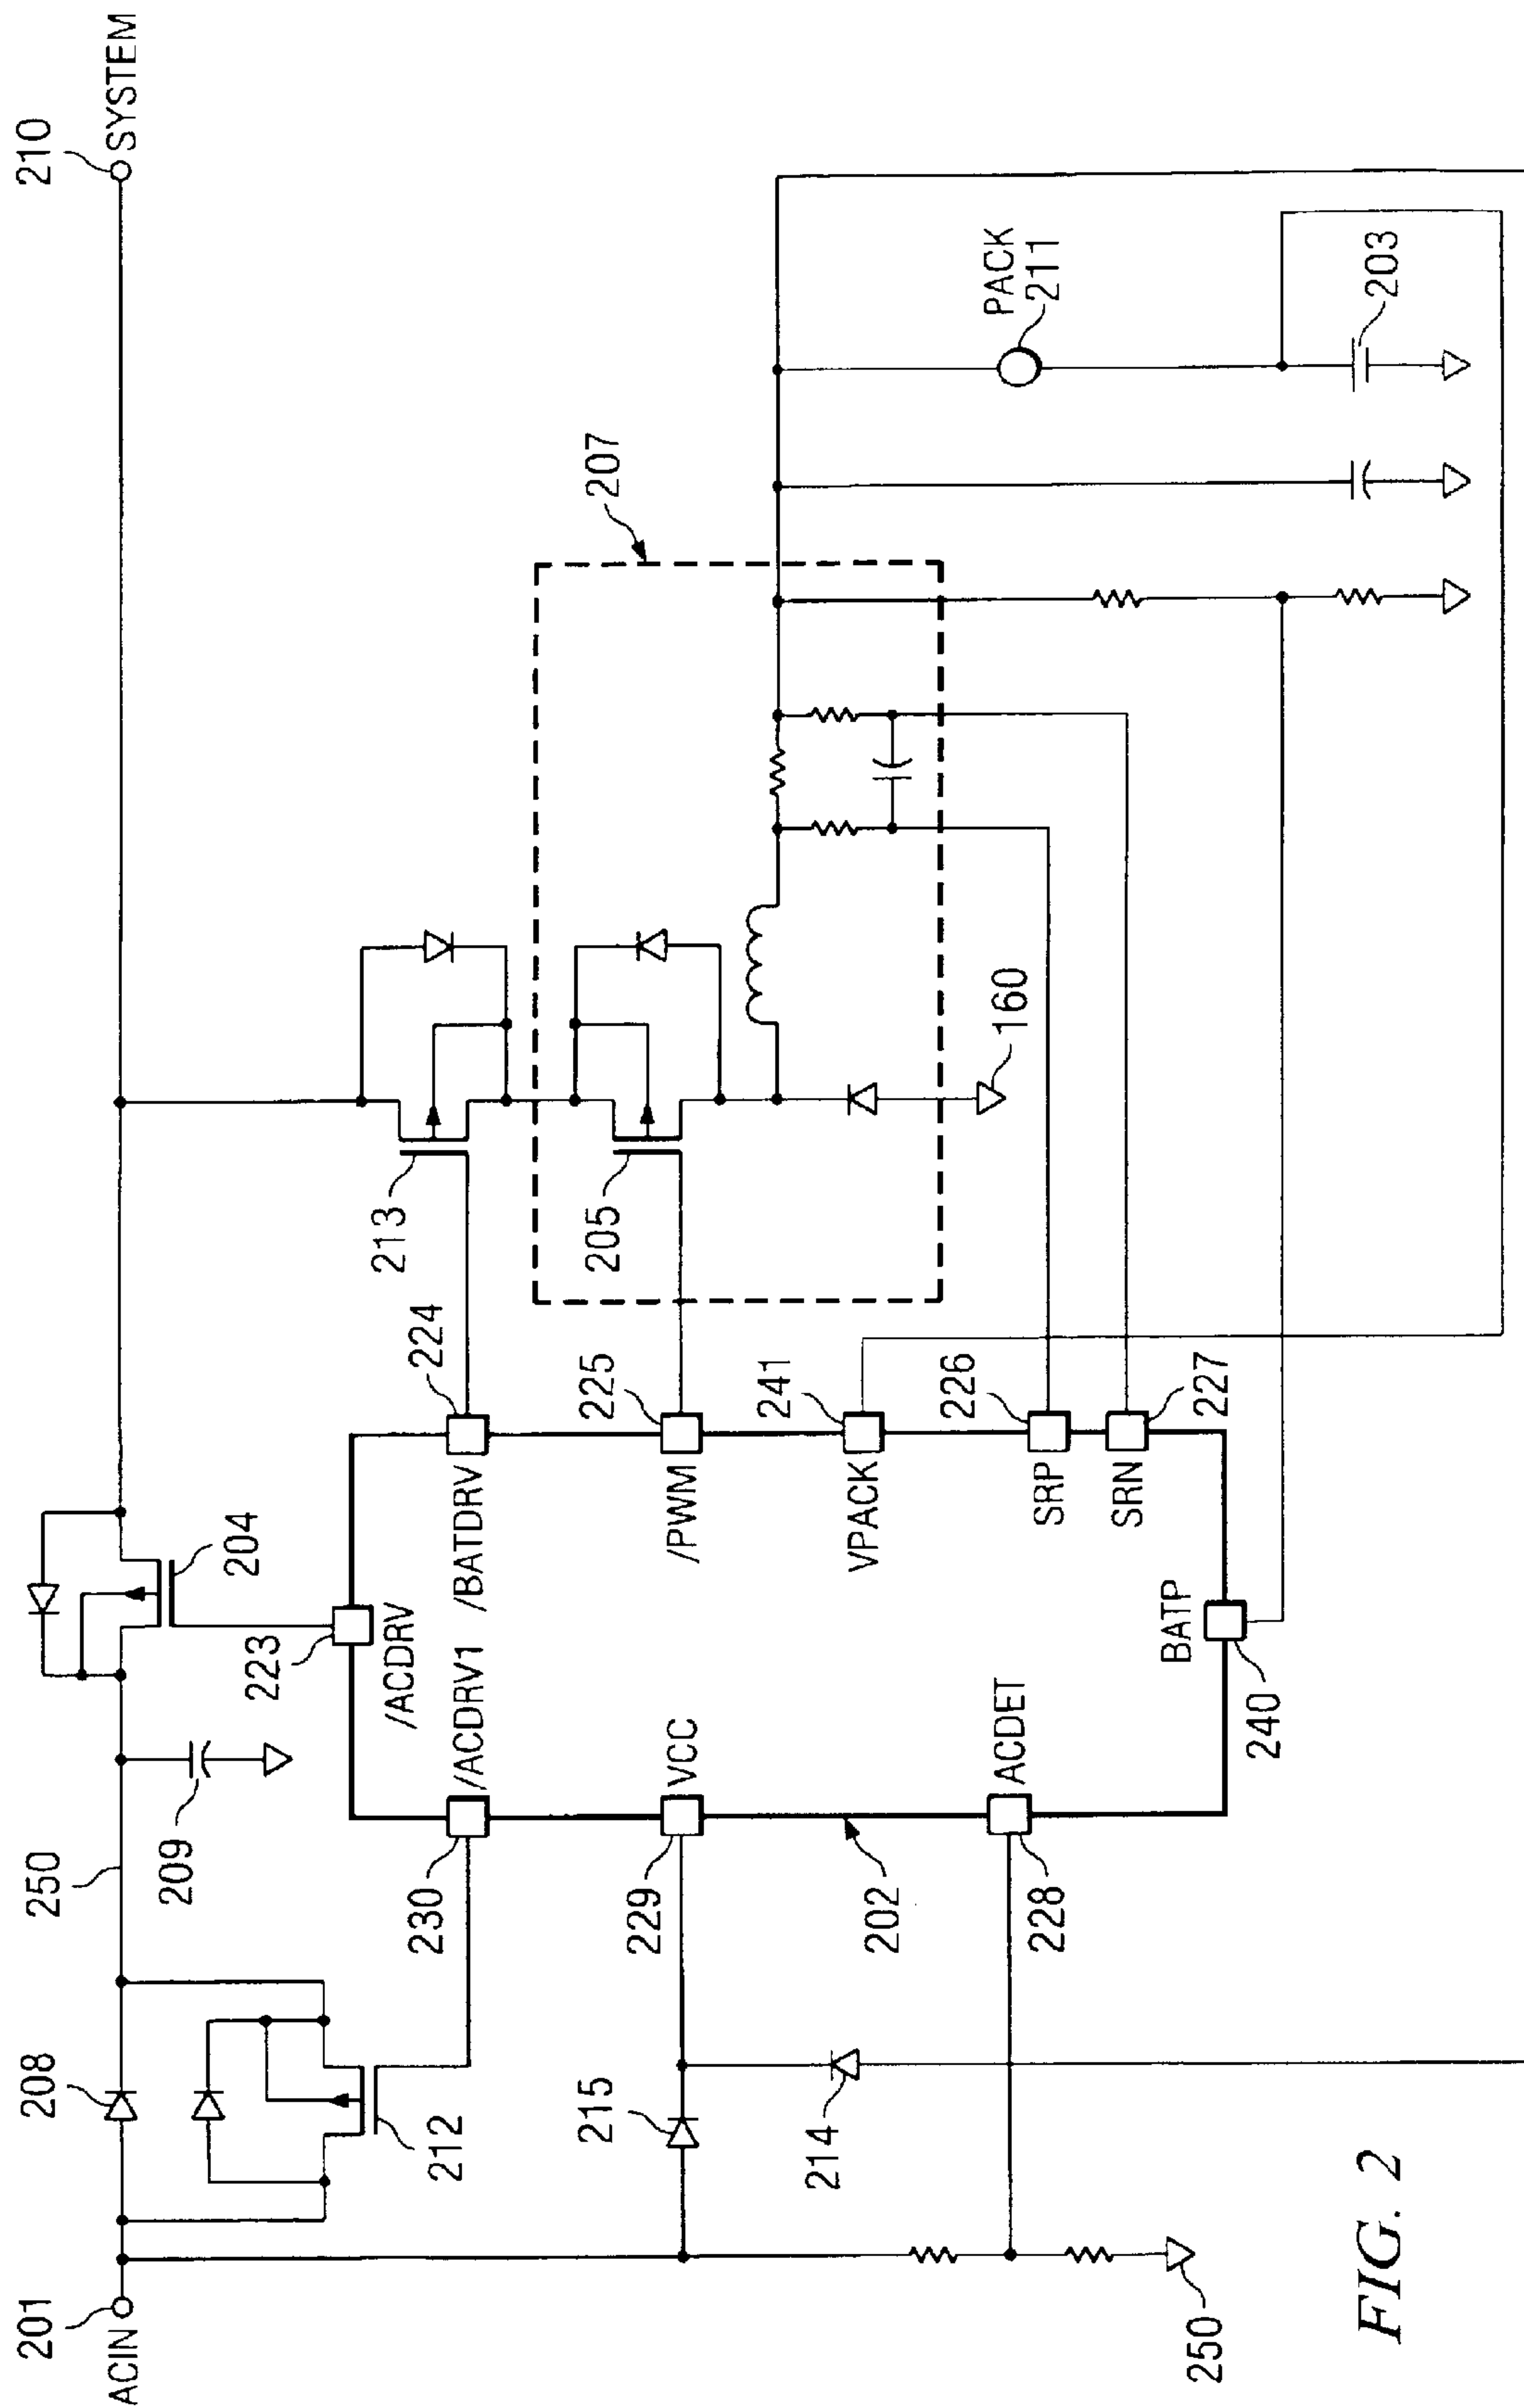 210
SYSTEM
PACK
211
203
207
204
213
205
160
223
/ACDRV
/ACDRV1
/BATDRV
224
/PWM
225
VPACK
241
SRP
226
SRN
227
BATP
240
250
209
230
VCC
229
202
ACDET
228
208
212
215
214
201
ACIN
250
FIG. 2